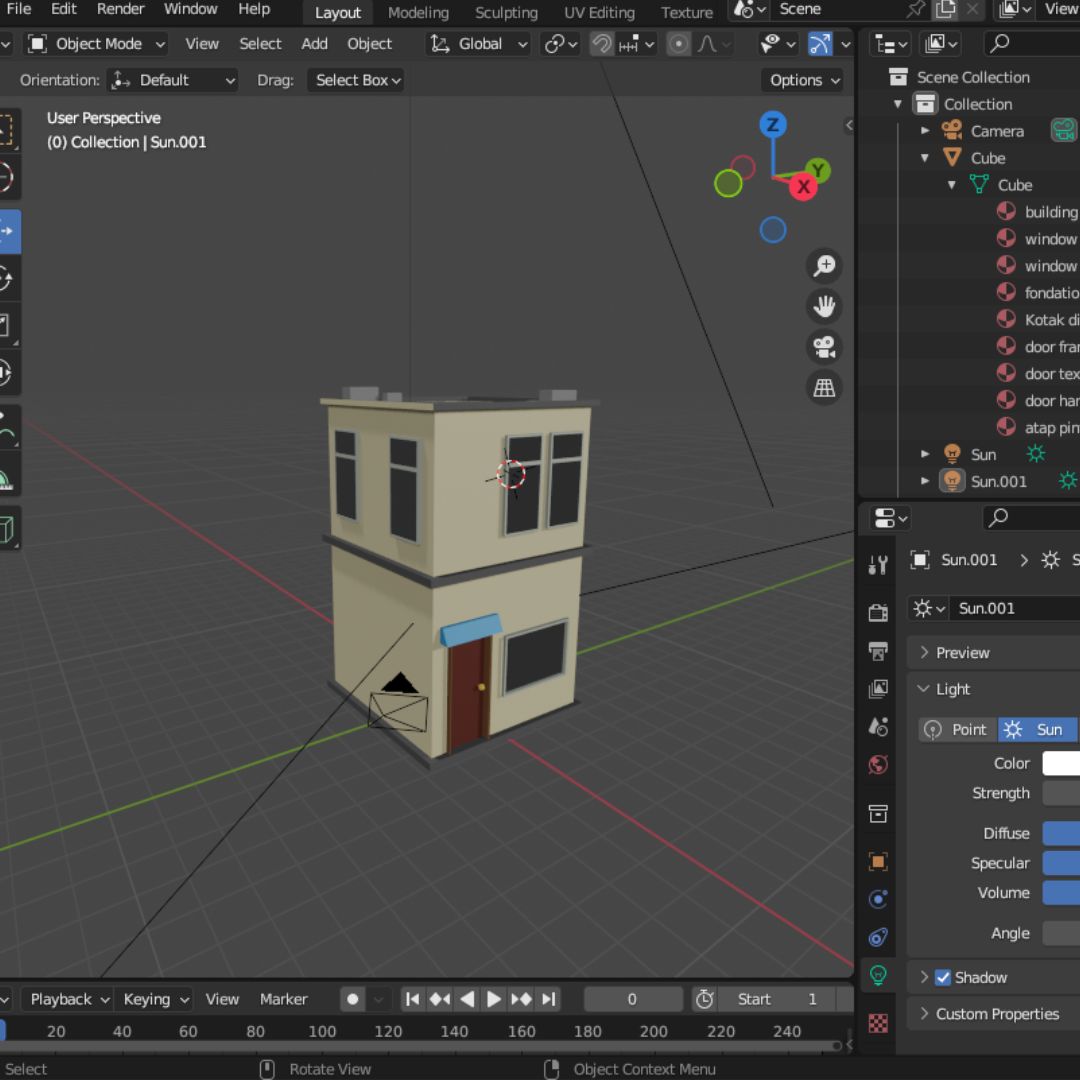 File Edit Render Window Help Layout Modeling Sculpting UV Editing Texture Scene View
Object Mode View Select Add Object Global
Orientation: Default Drag: Select Box Options
User Perspective
(0) Collection | Sun.001
Z
Y
X
Scene Collection
Collection
Camera
Cube
Cube
building
window
window
fondatio
Kotak di
door fra
door tex
door han
atap pin
Sun
Sun.001
Sun.001 > S
Sun.001
Preview
Light
Point Sun
Color
Strength
Diffuse
Specular
Volume
Angle
Shadow
Custom Properties
Playback Keying View Marker 0 Start 1
20 40 60 80 100 120 140 160 180 200 220 240
Select Rotate View Object Context Menu